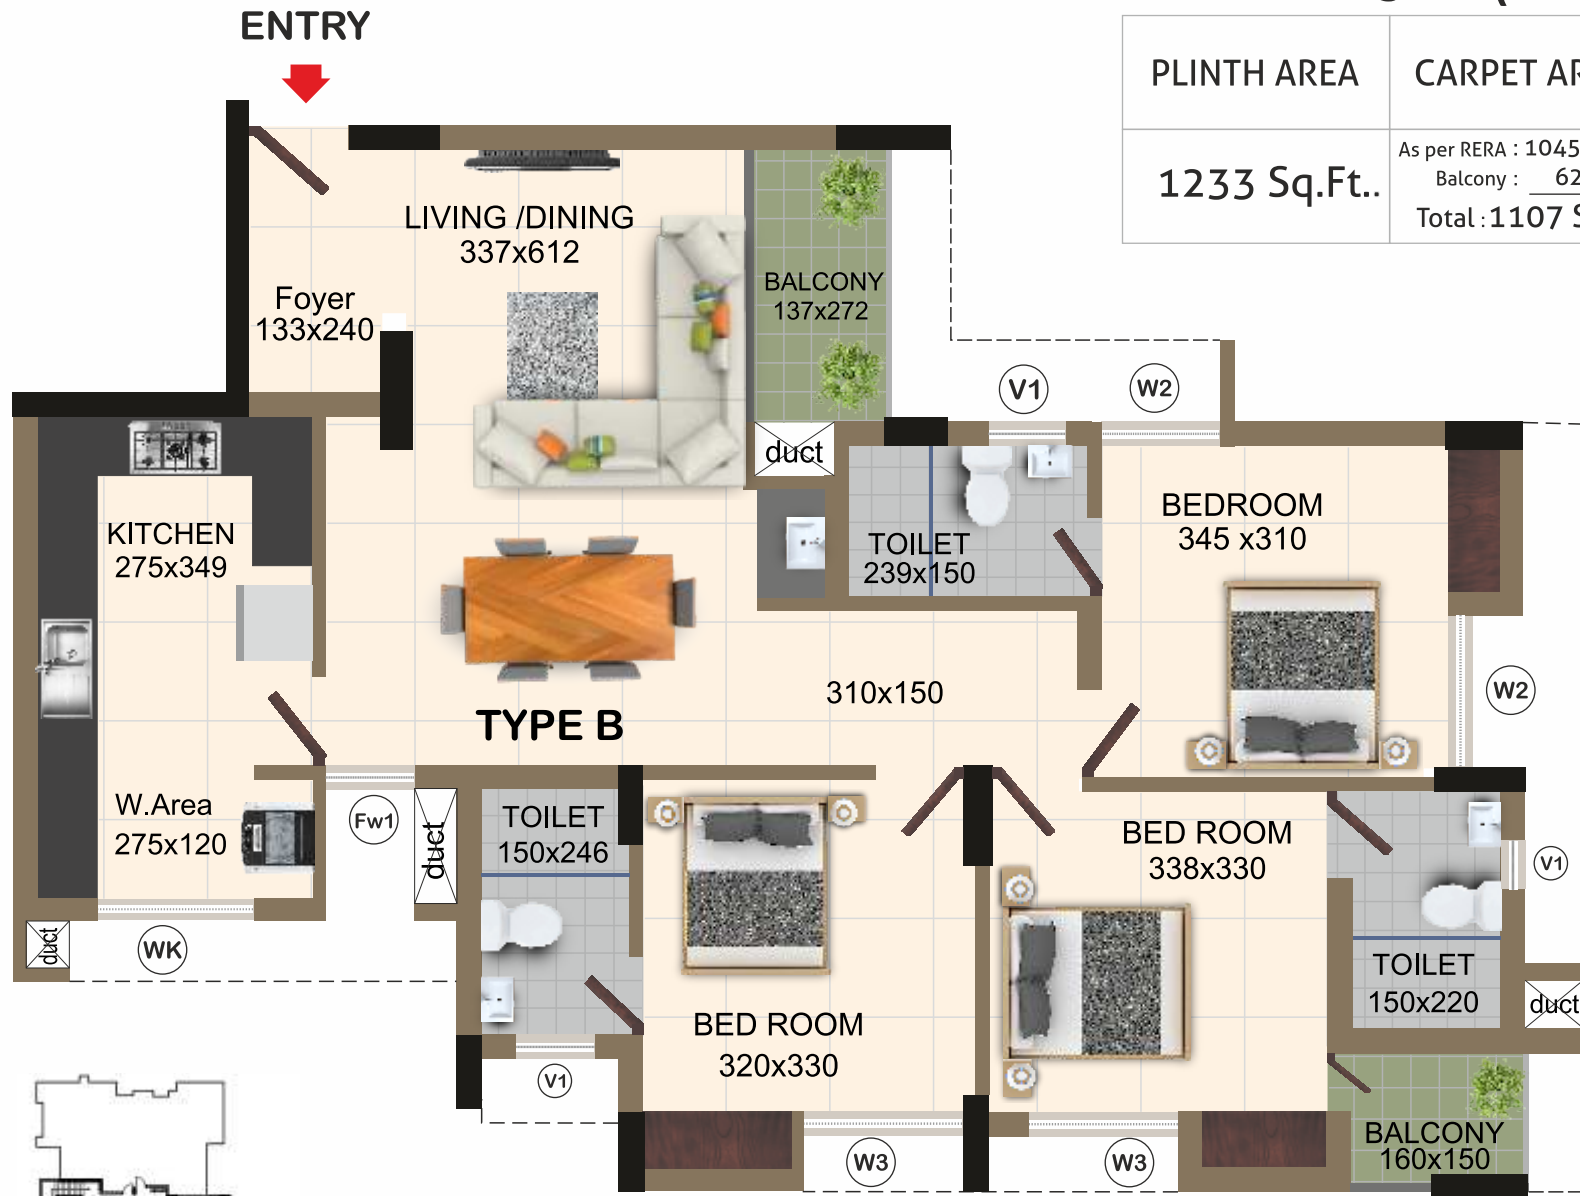 ENTRY
PLINTH AREA
CARPET AR
1233 Sq.Ft..
As per RERA : 1045
Balcony : 62
Total : 1107 S
LIVING /DINING
337x612
Foyer
133x240
BALCONY
137x272
V1
W2
duct
KITCHEN
275x349
TOILET
239x150
BEDROOM
345 x310
W2
310x150
TYPE B
W.Area
275x120
Fw1
duct
TOILET
150x246
BED ROOM
338x330
V1
duct
WK
TOILET
150x220
duct
BED ROOM
320x330
V1
W3
W3
BALCONY
160x150